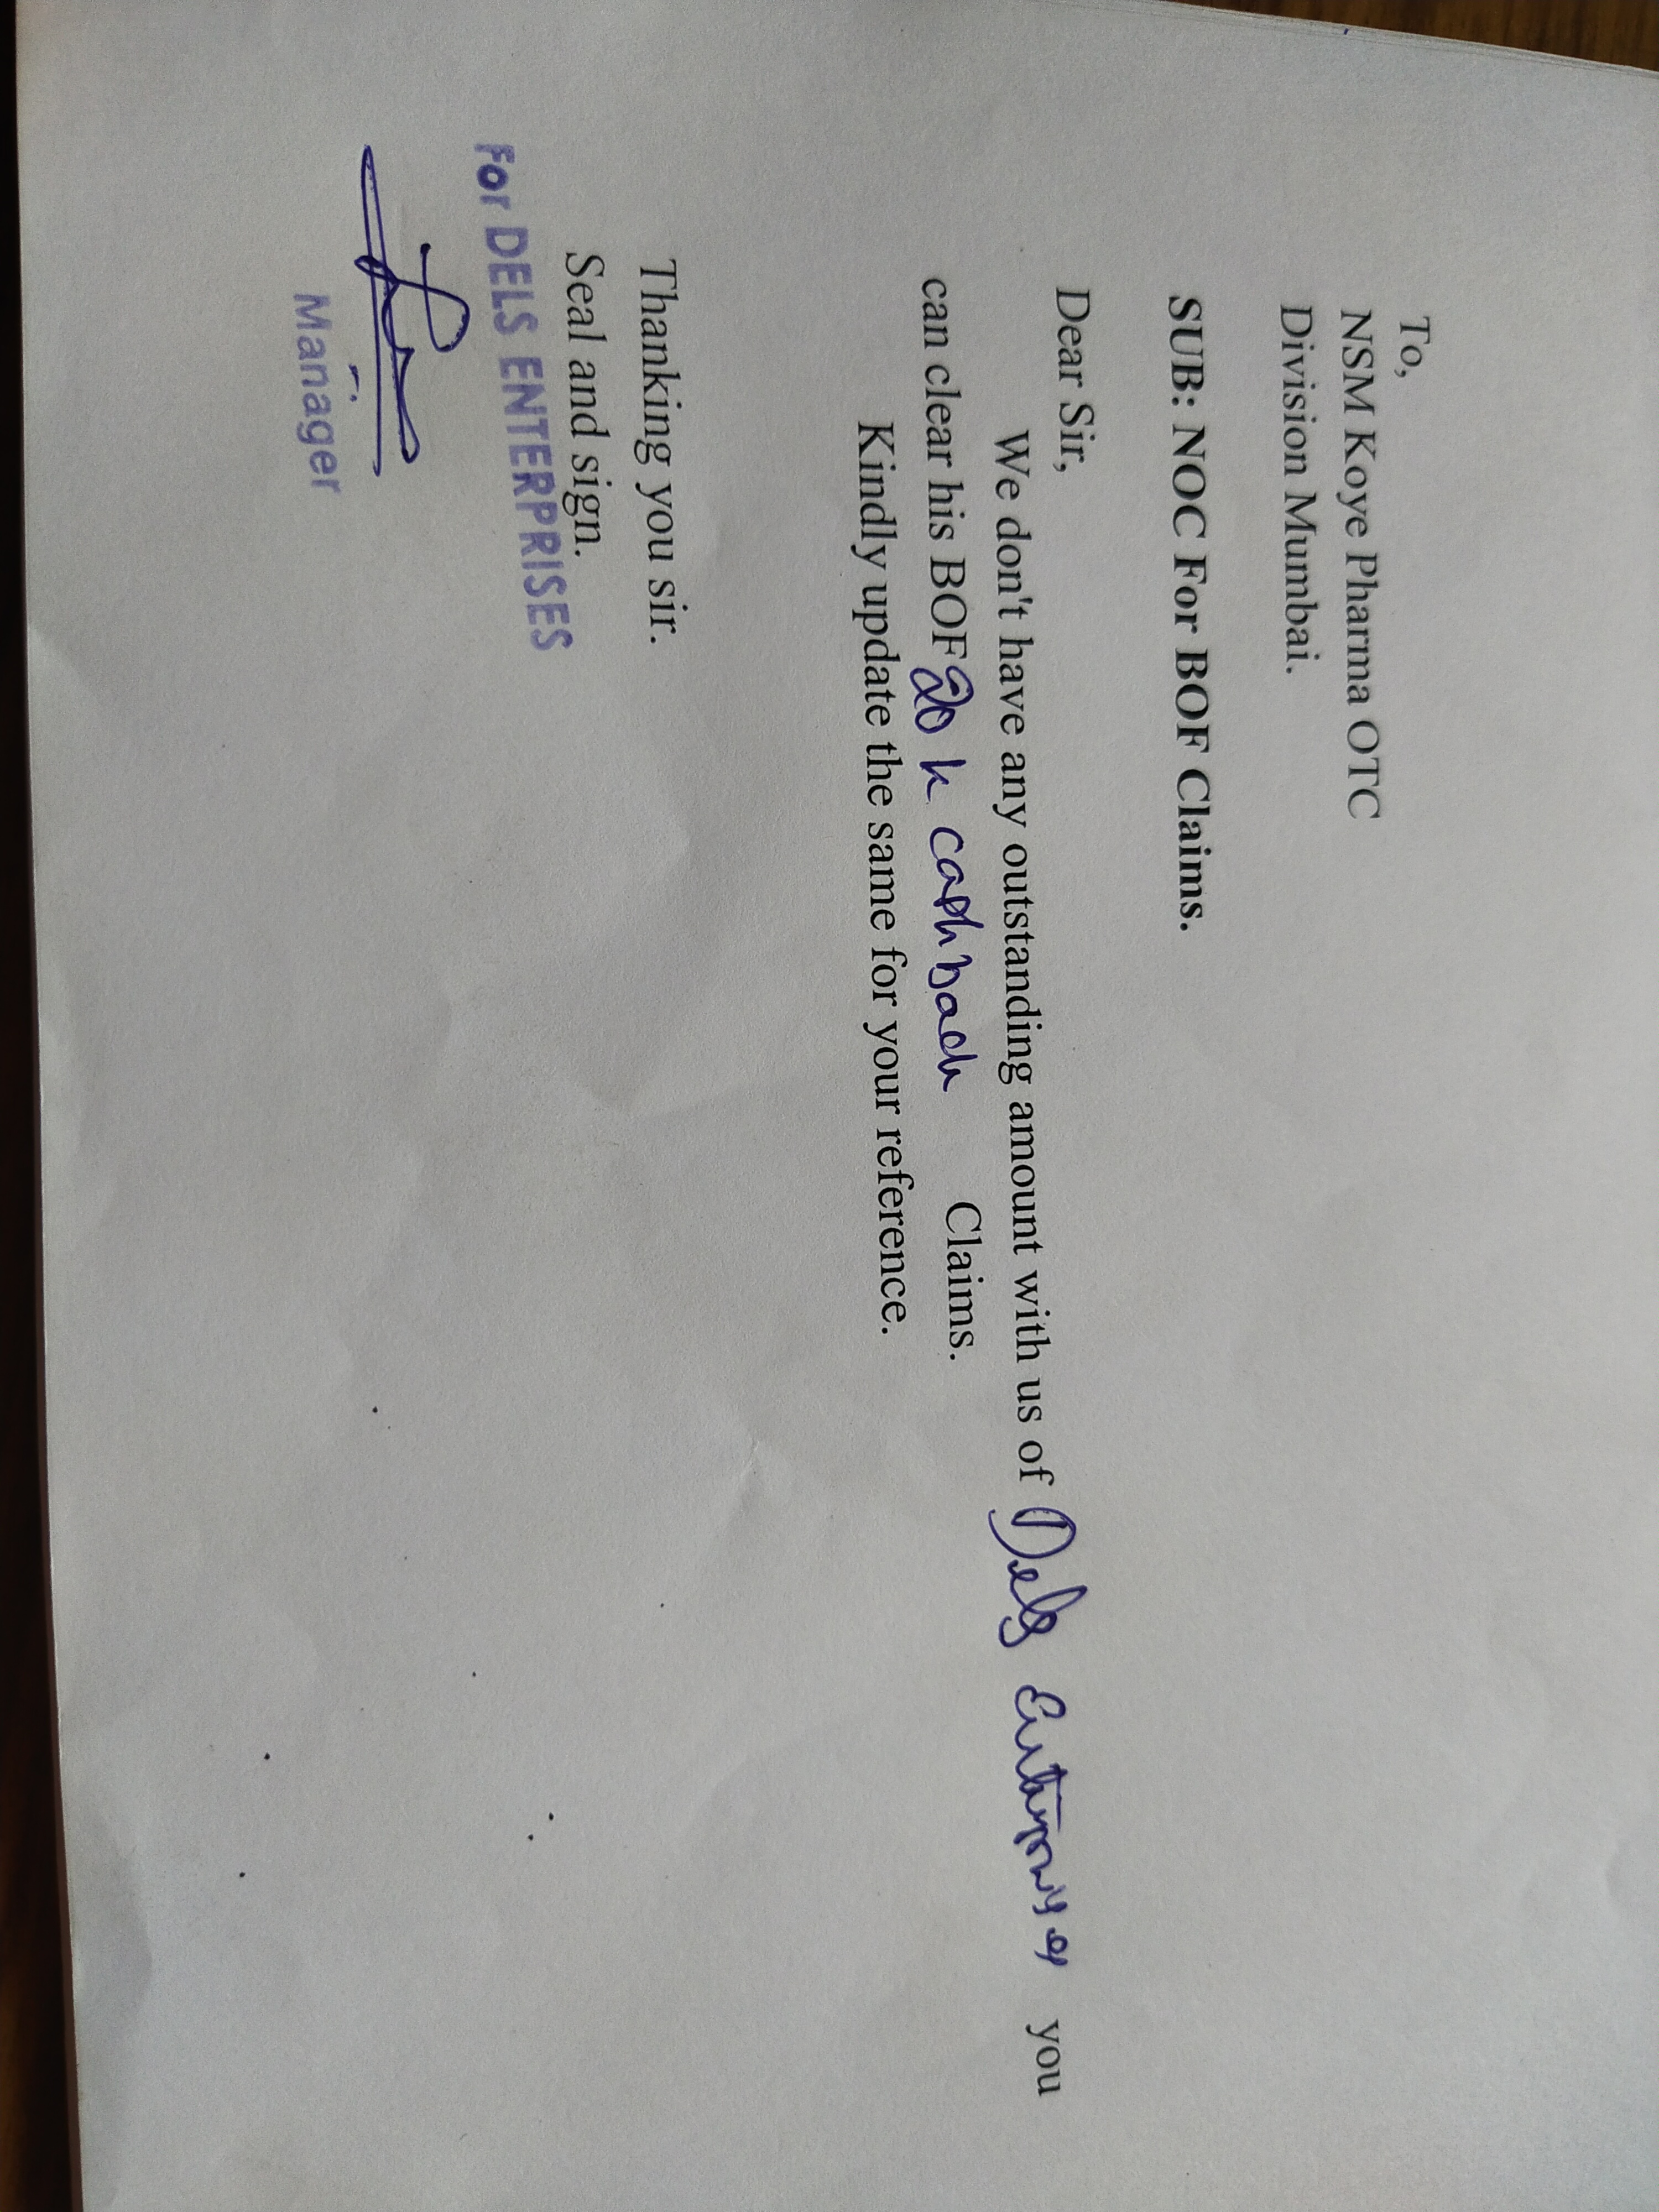 To,
NSM Koye Pharma OTC
Division Mumbai.
SUB: NOC For BOF Claims.
Dear Sir,
We don't have any outstanding amount with us of Dels Enterprises you
can clear his BOF 20 k cash back Claims.
Kindly update the same for your reference.
Thanking you sir.
Seal and sign.
For DELS ENTERPRISES
Manager